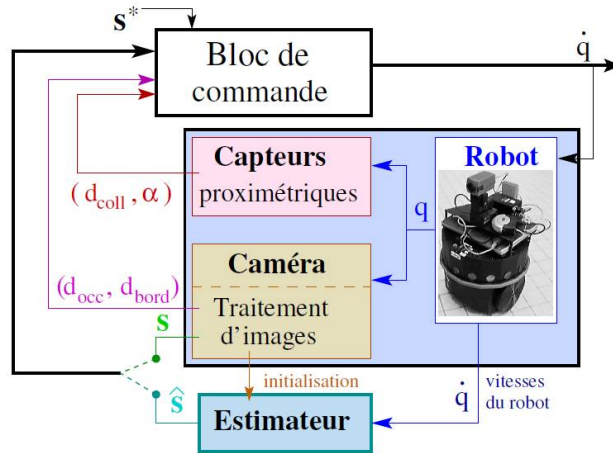 s*
Bloc de
commande
q̇
Capteurs
proximétriques
Robot
( d_coll , α )
q
Caméra
(d_occ, d_bord)
Traitement
d'images
s
initialisation
q̇
vitesses
du robot
ŝ
Estimateur